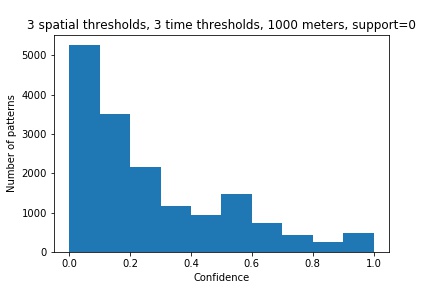 3 spatial thresholds, 3 time thresholds, 1000 meters, support=0
Number of patterns
5000
4000
3000
2000
1000
0
0.0 0.2 0.4 0.6 0.8 1.0
Confidence